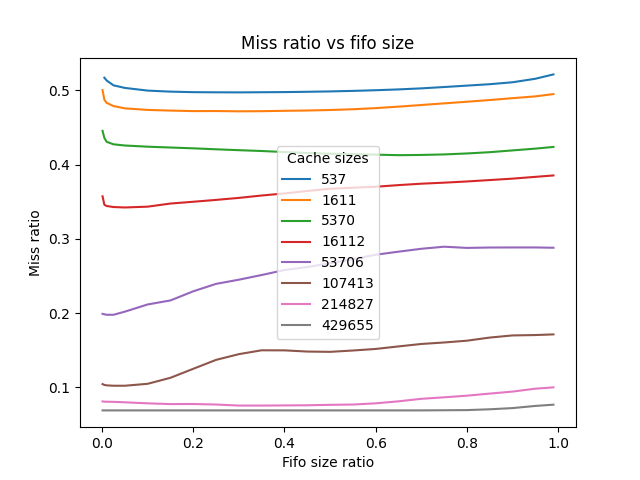 Miss ratio vs fifo size
Miss ratio
0.5
0.4
0.3
0.2
0.1
Cache sizes
537
1611
5370
16112
53706
107413
214827
429655
0.0 0.2 0.4 0.6 0.8 1.0
Fifo size ratio